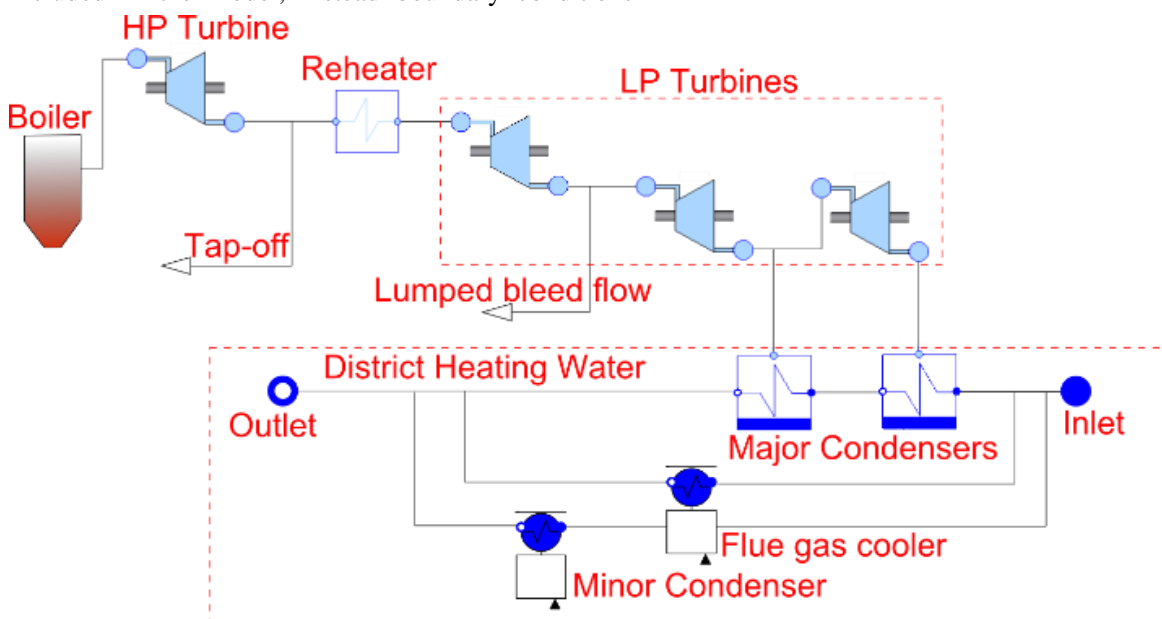 HP Turbine
Reheater
LP Turbines
Boiler
Tap-off
Lumped bleed flow
District Heating Water
Outlet
Inlet
Major Condensers
Flue gas cooler
Minor Condenser